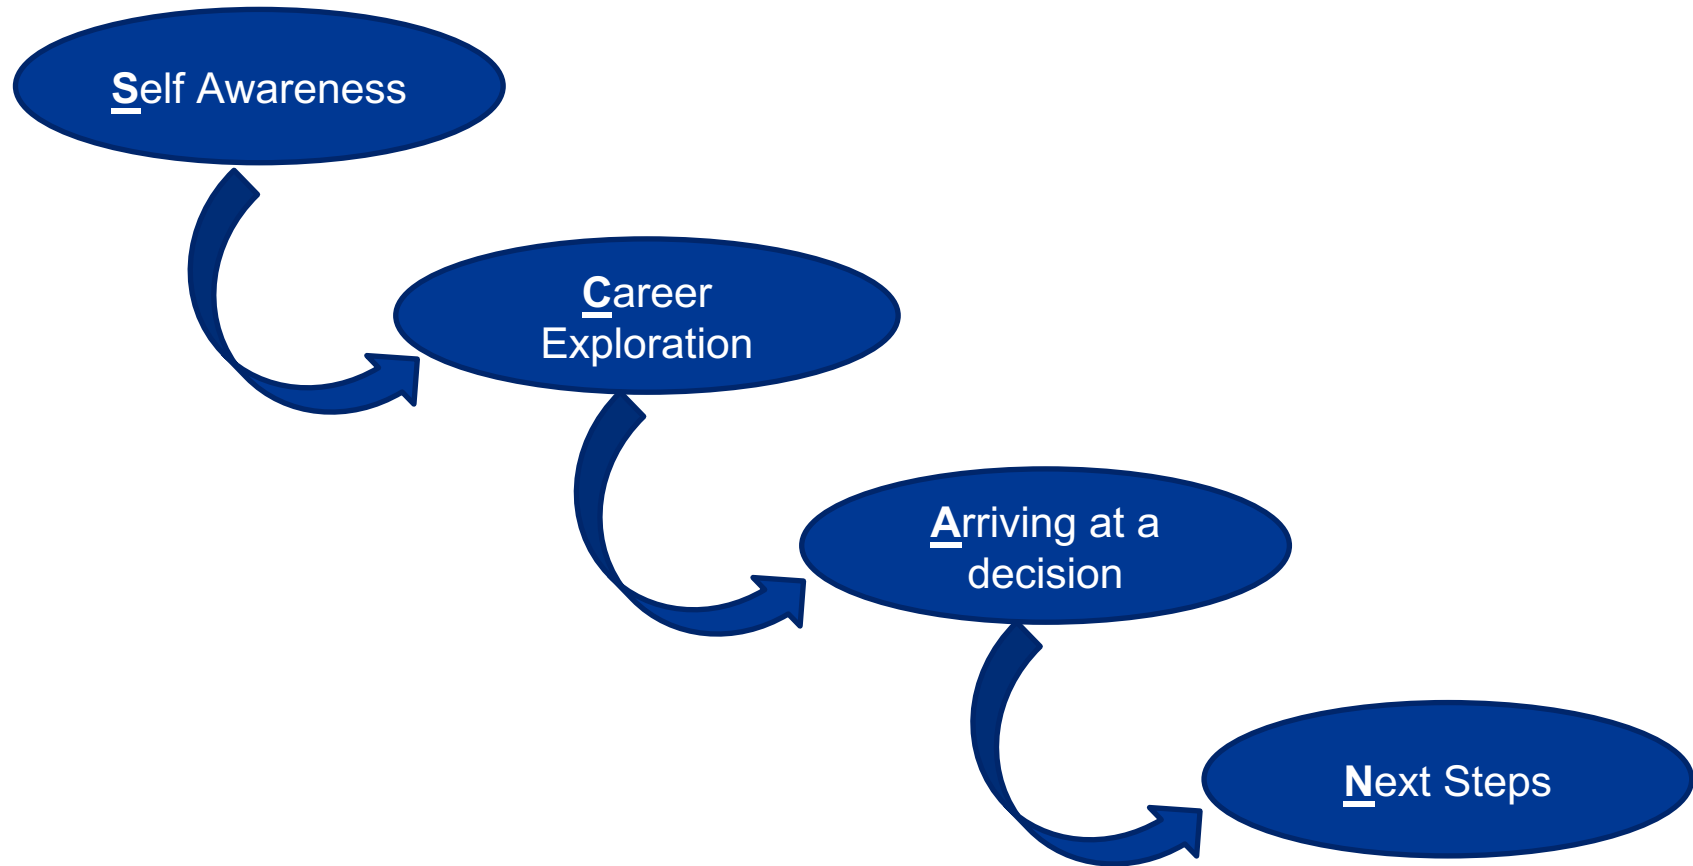 Self Awareness
Career
Exploration
Arriving at a
decision
Next Steps